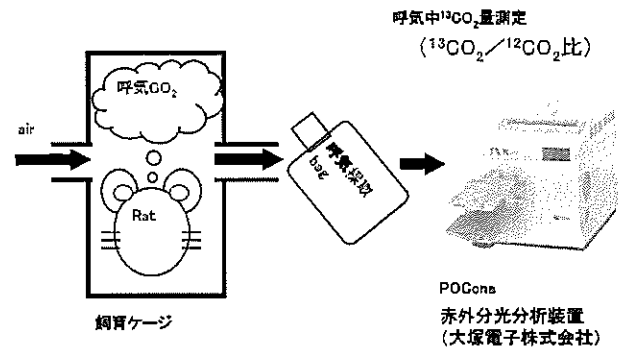 呼気中¹³CO₂量測定
(¹³CO₂／¹²CO₂比)
呼気CO₂
air
呼気採取
bag
Rat
POCone
飼育ケージ
赤外分光分析装置
(大塚電子株式会社)